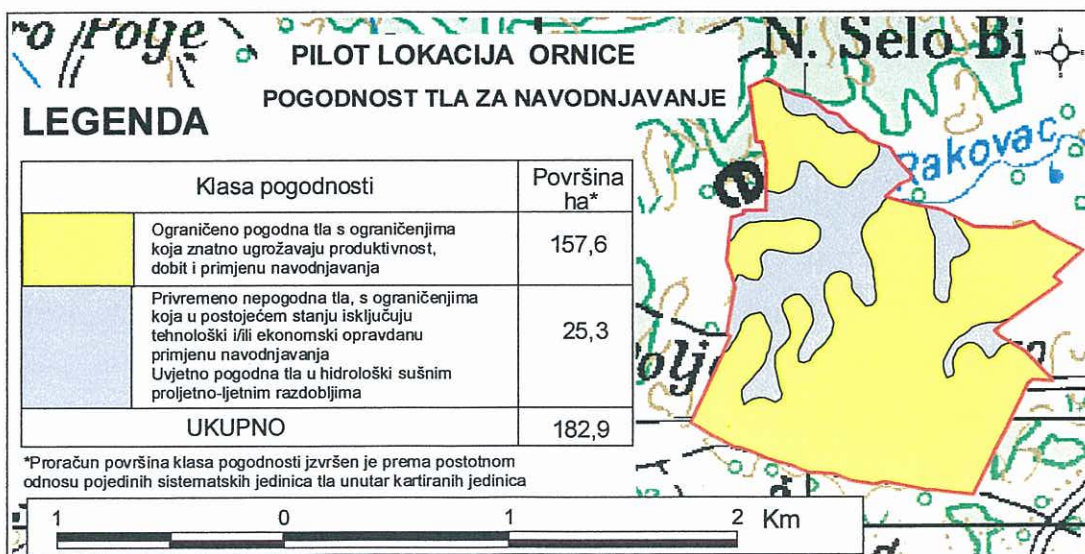 ro Polje
PILOT LOKACIJA ORNICE
N. Selo Bi
POGODNOST TLA ZA NAVODNJAVANJE
LEGENDA
Rakovac
Klasa pogodnosti
Površina
ha*
Ograničeno pogodna tla s ograničenjima
koja znatno ugrožavaju produktivnost,
dobit i primjenu navodnjavanja
157,6
Privremeno nepogodna tla, s ograničenjima
koja u postojećem stanju isključuju
tehnološki i/ili ekonomski opravdanu
primjenu navodnjavanja
Uvjetno pogodna tla u hidrološki sušnim
proljetno-ljetnim razdobljima
25,3
UKUPNO
182,9
*Proračun površina klasa pogodnosti jzvršen je prema postotnom
odnosu pojedinih sistematskih jedinica tla unutar kartiranih jedinica
1 0 1 2 Km